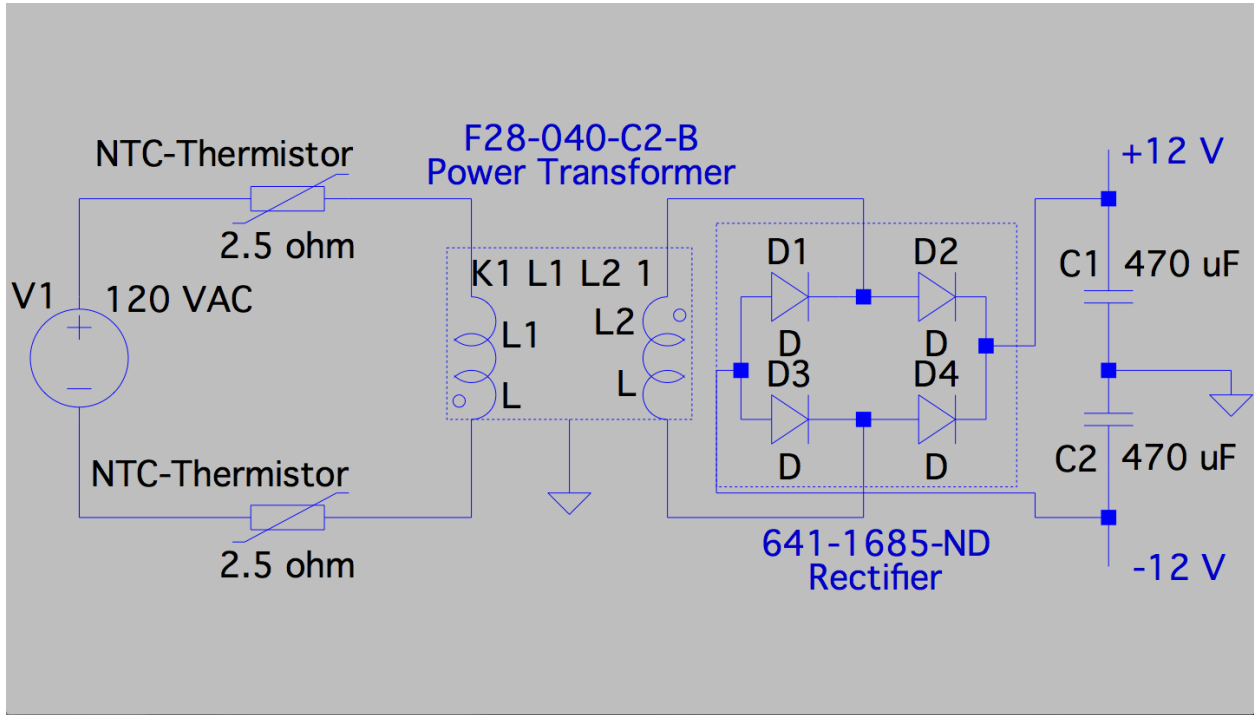 F28-040-C2-B
Power Transformer
NTC-Thermistor
2.5 ohm
V1
120 VAC
K1 L1 L2 1
L1
L
L2
L
D1
D
D2
D
D3
D
D4
D
+12 V
C1
470 uF
C2
470 uF
-12 V
NTC-Thermistor
2.5 ohm
641-1685-ND
Rectifier